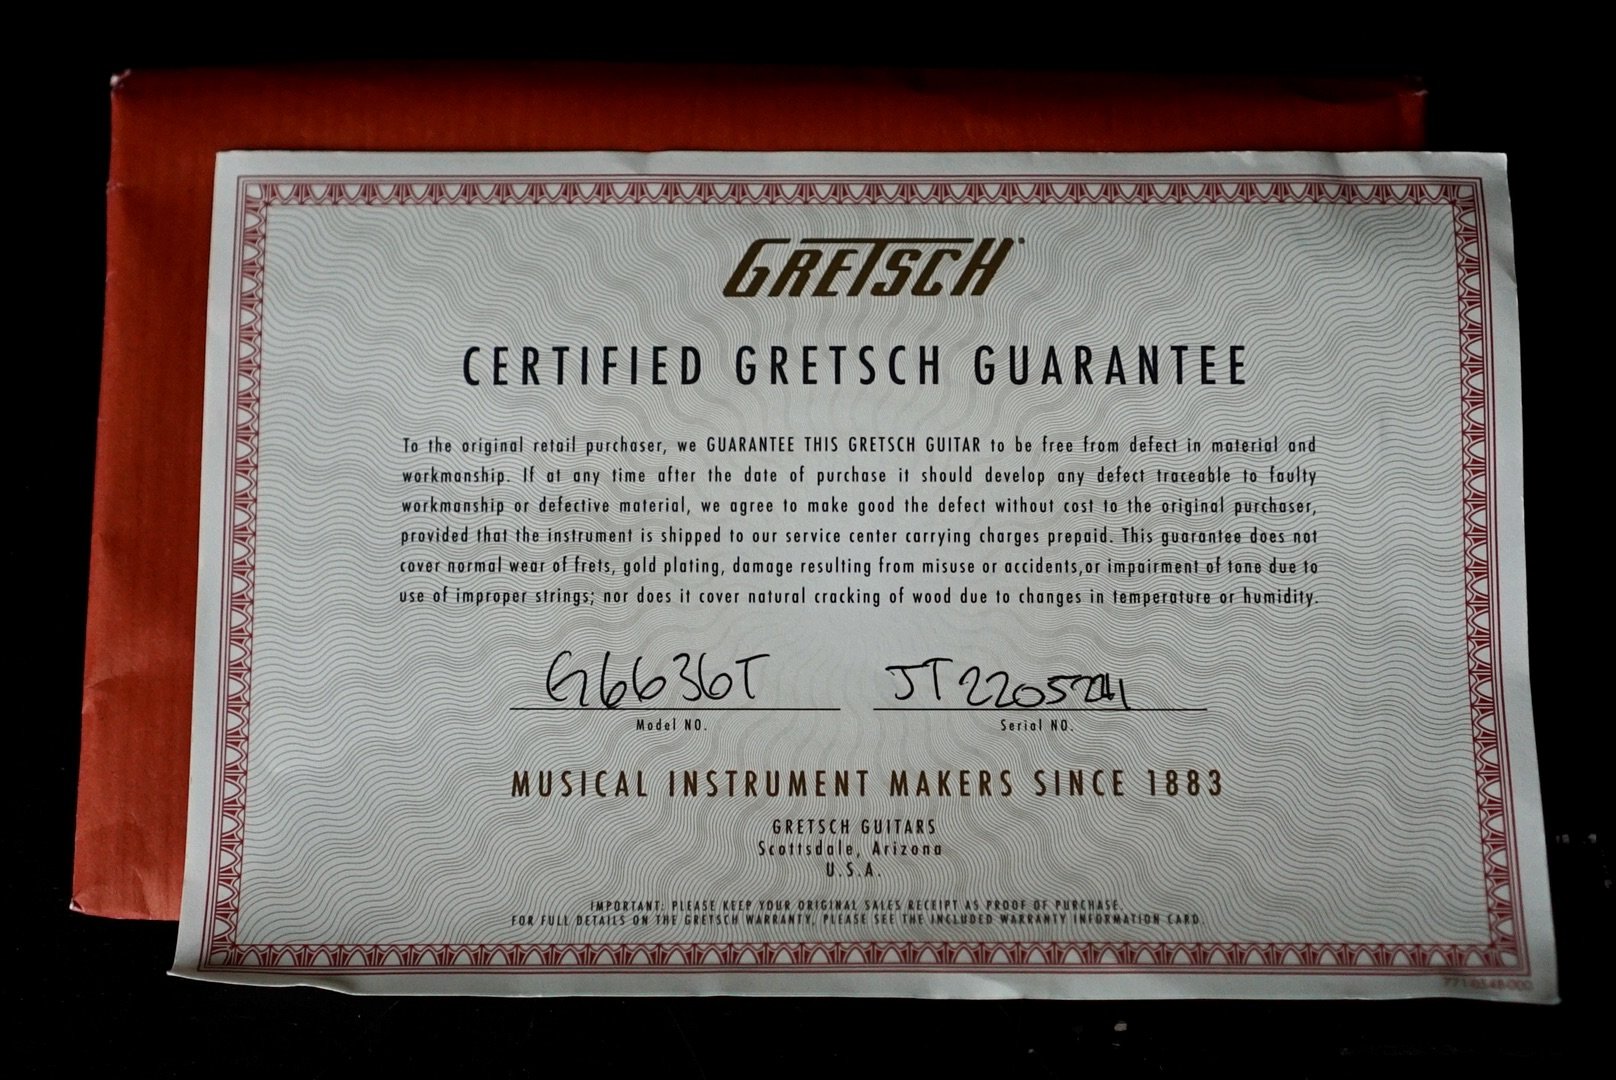 GRETSCH
CERTIFIED GRETSCH GUARANTEE
To the original retail purchaser, we GUARANTEE THIS GRETSCH GUITAR to be free from defect in material and
workmanship. If at any time after the date of purchase it should develop any defect traceable to faulty
workmanship or defective material, we agree to make good the defect without cost to the original purchaser,
provided that the instrument is shipped to our service center carrying charges prepaid. This guarantee does not
cover normal wear of frets, gold plating, damage resulting from misuse or accidents,or impairment of tone due to
use of improper strings; nor does it cover natural cracking of wood due to changes in temperature or humidity.
G6636T
Model NO.
Serial NO.
MUSICAL INSTRUMENT MAKERS SINCE 1883
GRETSCH GUITARS
Scottsdale, Arizona
U.S.A.
IMPORTANT: PLEASE KEEP YOUR ORIGINAL SALES RECEIPT AS PROOF OF PURCHASE.
FOR FULL DETAILS ON THE GRETSCH WARRANTY, PLEASE SEE THE INCLUDED WARRANTY INFORMATION CARD.